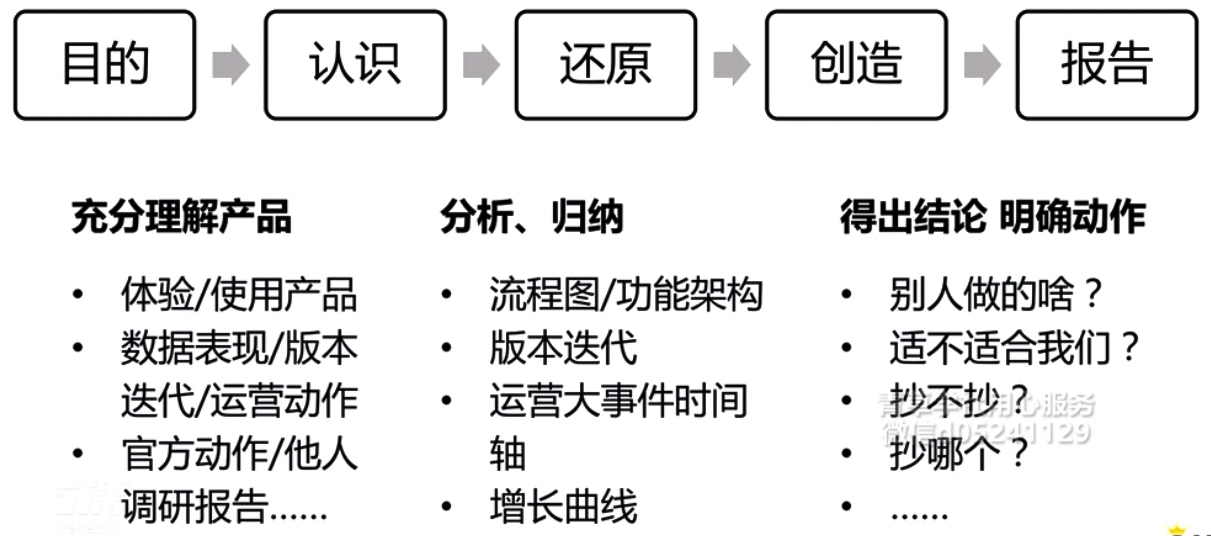 目的
认识
还原
创造
报告
充分理解产品
• 体验/使用产品
• 数据表现/版本
迭代/运营动作
• 官方动作/他人
调研报告......
分析、归纳
• 流程图/功能架构
• 版本迭代
• 运营大事件时间
轴
• 增长曲线
得出结论 明确动作
• 别人做的啥？
• 适不适合我们？
• 抄不抄？
• 抄哪个？
• ......
用心服务
微信d05241129